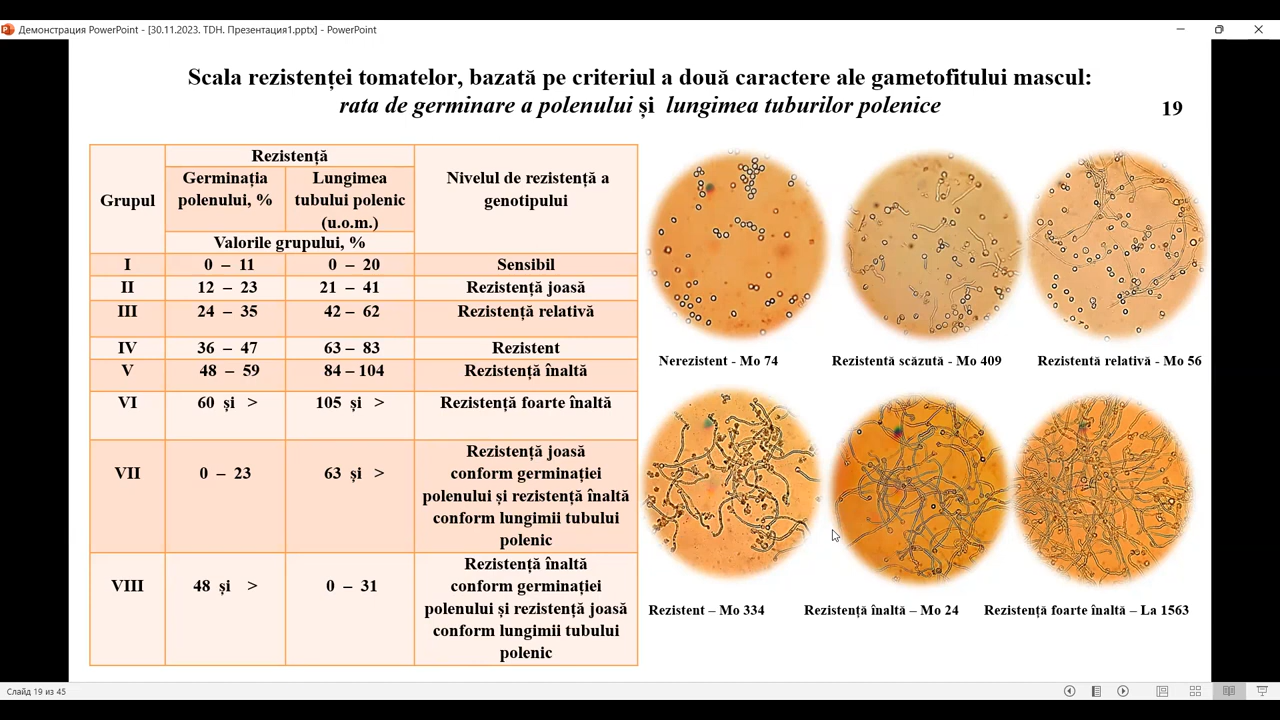 Демонстрация PowerPoint - [30.11.2023. TDH. Презентация1.pptx] - PowerPoint
Scala rezistenței tomatelor, bazată pe criteriul a două caractere ale gametofitului mascul:
rata de germinare a polenului și lungimea tuburilor polenice
19
Grupul
Rezistență
Germinația
polenului, %
Lungimea
tubului polenic
(u.o.m.)
Valorile grupului, %
Nivelul de rezistență a
genotipului
I 0 – 11 0 – 20 Sensibil
II 12 – 23 21 – 41 Rezistență joasă
III 24 – 35 42 – 62 Rezistență relativă
IV 36 – 47 63 – 83 Rezistent
V 48 – 59 84 – 104 Rezistență înaltă
VI 60 și > 105 și > Rezistență foarte înaltă
VII 0 – 23 63 și >
Rezistență joasă
conform germinației
polenului și rezistență înaltă
conform lungimii tubului
polenic
VIII 48 și > 0 – 31
Rezistență înaltă
conform germinației
polenului și rezistență joasă
conform lungimii tubului
polenic
Nerezistent - Mo 74
Rezistentă scăzută - Mo 409
Rezistentă relativă - Mo 56
Rezistent – Mo 334
Rezistență înaltă – Mo 24
Rezistență foarte înaltă – La 1563
Слайд 19 из 45